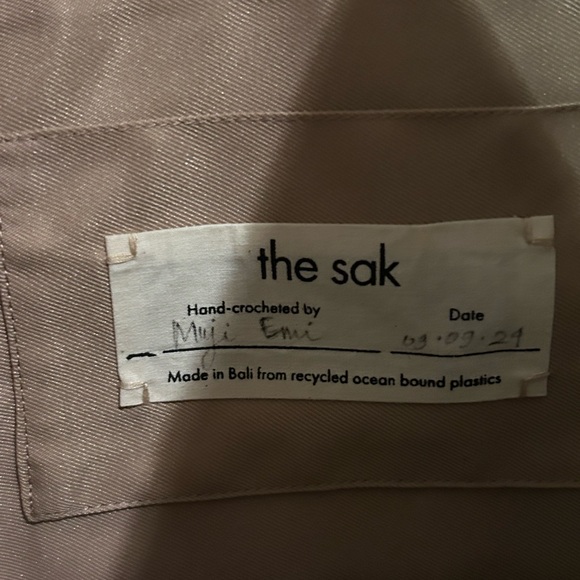 the sak
Hand-crocheted by Date
Muji Emi 09.09.24
Made in Bali from recycled ocean bound plastics